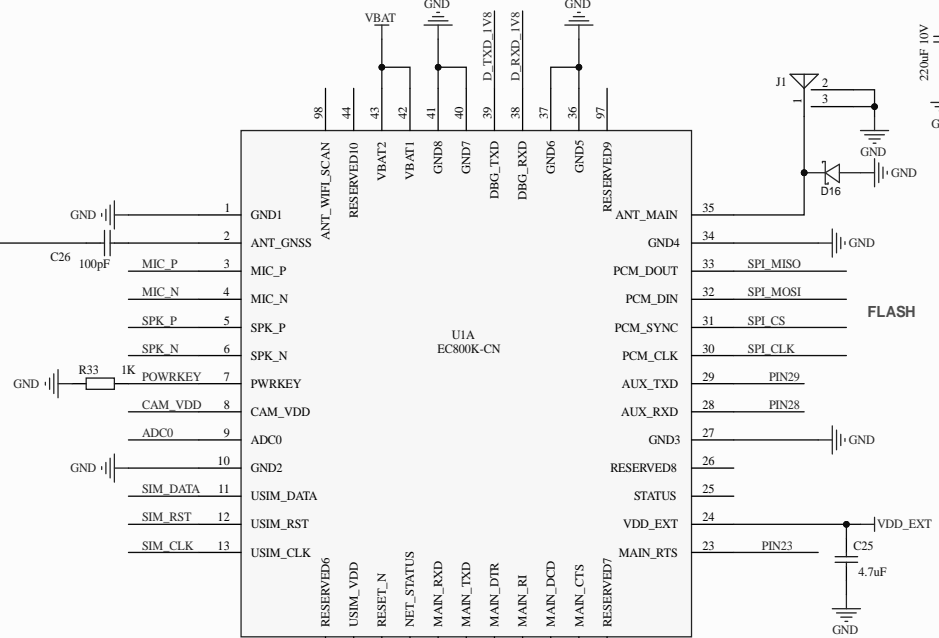 VBAT
GND
D_TXD_1V8
D_RXD_1V8
GND
220uF 10V
98
44
43
42
41
40
39
38
37
36
97
ANT_WIFI_SCAN
RESERVED10
VBAT2
VBAT1
GND8
GND7
DBG_TXD
DBG_RXD
GND6
GND5
RESERVED9
J1
1
2
3
GND
D16
GND
GND
1
GND1
C26
100pF
2
ANT_GNSS
MIC_P
3
MIC_P
MIC_N
4
MIC_N
SPK_P
5
SPK_P
SPK_N
6
SPK_N
GND
R33
1K
POWRKEY
7
PWRKEY
CAM_VDD
8
CAM_VDD
ADC0
9
ADC0
GND
10
GND2
SIM_DATA
11
USIM_DATA
SIM_RST
12
USIM_RST
SIM_CLK
13
USIM_CLK
U1A
EC800K-CN
ANT_MAIN
35
GND4
34
GND
PCM_DOUT
33
SPI_MISO
PCM_DIN
32
SPI_MOSI
PCM_SYNC
31
SPI_CS
PCM_CLK
30
SPI_CLK
FLASH
AUX_TXD
29
PIN29
AUX_RXD
28
PIN28
GND3
27
GND
RESERVED8
26
STATUS
25
VDD_EXT
24
VDD_EXT
MAIN_RTS
23
PIN23
C25
4.7uF
GND
RESERVED6
USIM_VDD
RESET_N
NET_STATUS
MAIN_RXD
MAIN_TXD
MAIN_DTR
MAIN_RI
MAIN_DCD
MAIN_CTS
RESERVED7